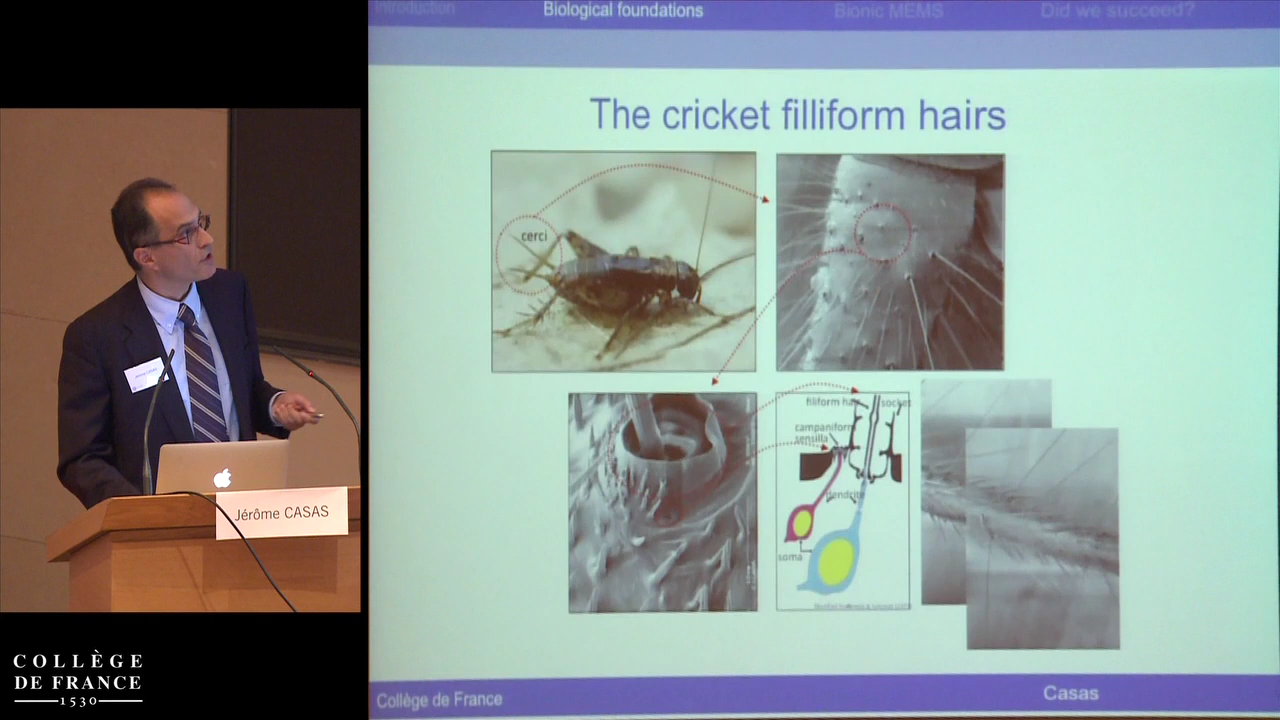 Introduction
Biological foundations
Bionic MEMS
Did we succeed?
The cricket filliform hairs
cerci
filiform hair
socket
campaniform
sensilla
dendrite
soma
Jérôme CASAS
COLLÈGE
DE FRANCE
1530
Collège de France
Casas